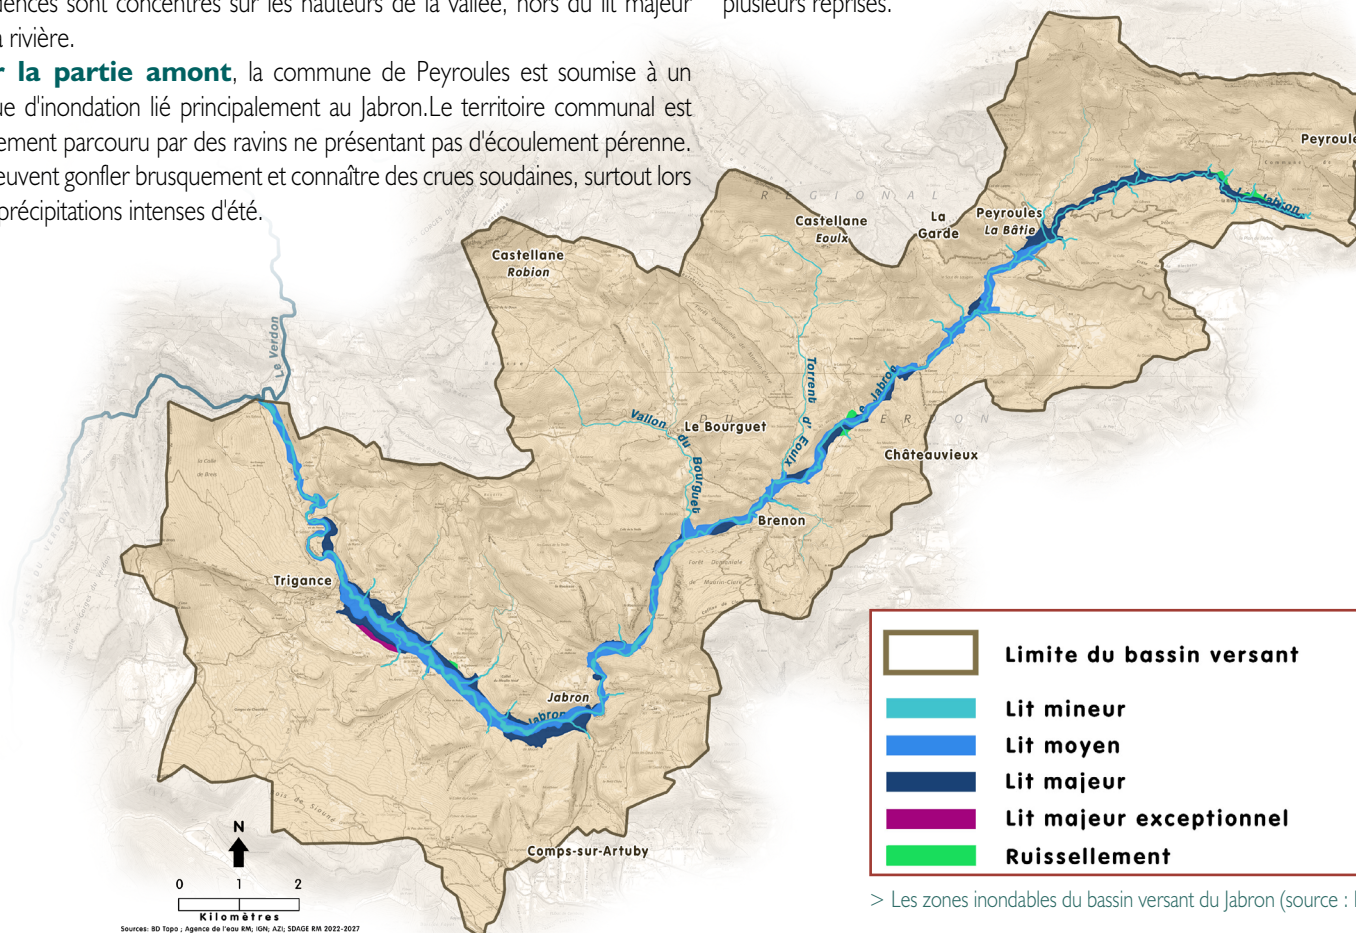 dences sont concentrés sur les hauteurs de la vallée, hors du lit majeur
a rivière.
r la partie amont, la commune de Peyroules est soumise à un
ue d'inondation lié principalement au Jabron.Le territoire communal est
ement parcouru par des ravins ne présentant pas d'écoulement pérenne.
euvent gonfler brusquement et connaître des crues soudaines, surtout lors
précipitations intenses d'été.
plusieurs reprises.
Peyroule
Le Jabron
RÉGIONAL
Castellane
Eoulx
La
Garde
Peyroules
La Bâtie
Castellane
Robion
Le Verdon
Torrent d'Eoulx
Le Jabron
Vallon du Bourguet
Le Bourguet
DU VERDON
Châteauvieux
Brenon
Trigance
Jabron
Jabron
Comps-sur-Artuby
N
0 1 2
Kilomètres
Sources: BD Topo ; Agence de l'eau RM; IGN; AZI; SDAGE RM 2022-2027
Limite du bassin versant
Lit mineur
Lit moyen
Lit majeur
Lit majeur exceptionnel
Ruissellement
> Les zones inondables du bassin versant du Jabron (source :